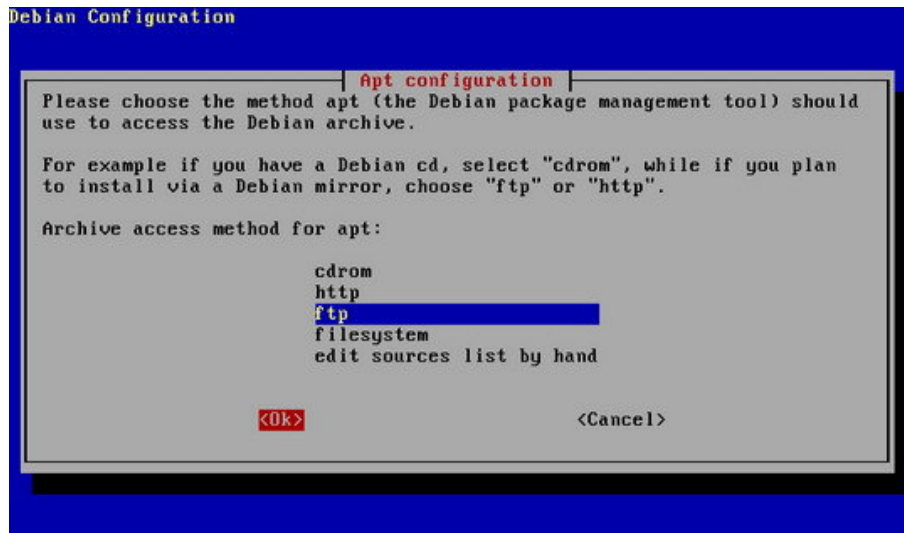 Debian Configuration
Apt configuration
Please choose the method apt (the Debian package management tool) should
use to access the Debian archive.
For example if you have a Debian cd, select "cdrom", while if you plan
to install via a Debian mirror, choose "ftp" or "http".
Archive access method for apt:
cdrom
http
ftp
filesystem
edit sources list by hand
<Ok> <Cancel>